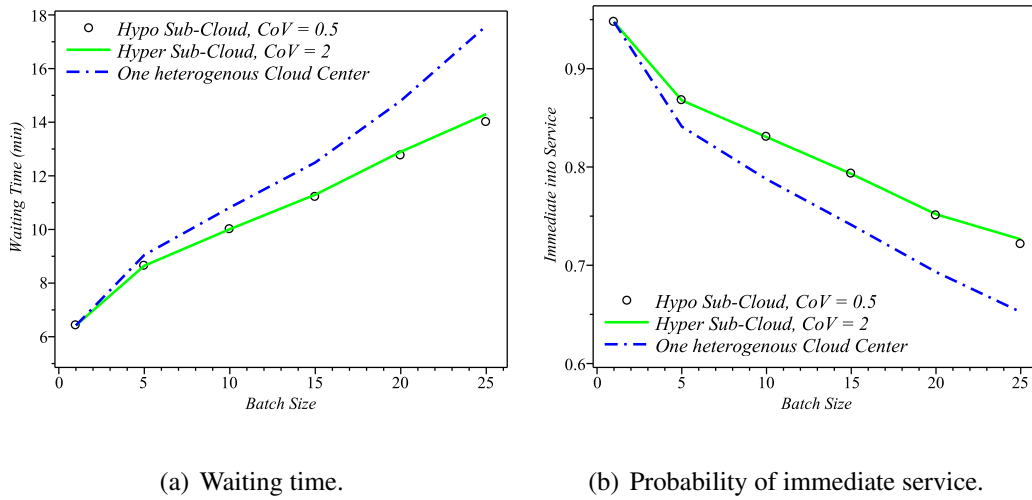 18
16
14
12
10
8
6
Waiting Time (min)
Hypo Sub-Cloud, CoV = 0.5
Hyper Sub-Cloud, CoV = 2
One heterogenous Cloud Center
0 5 10 15 20 25
Batch Size
(a) Waiting time.
0.9
0.8
0.7
0.6
Immediate into Service
Hypo Sub-Cloud, CoV = 0.5
Hyper Sub-Cloud, CoV = 2
One heterogenous Cloud Center
0 5 10 15 20 25
Batch Size
(b) Probability of immediate service.